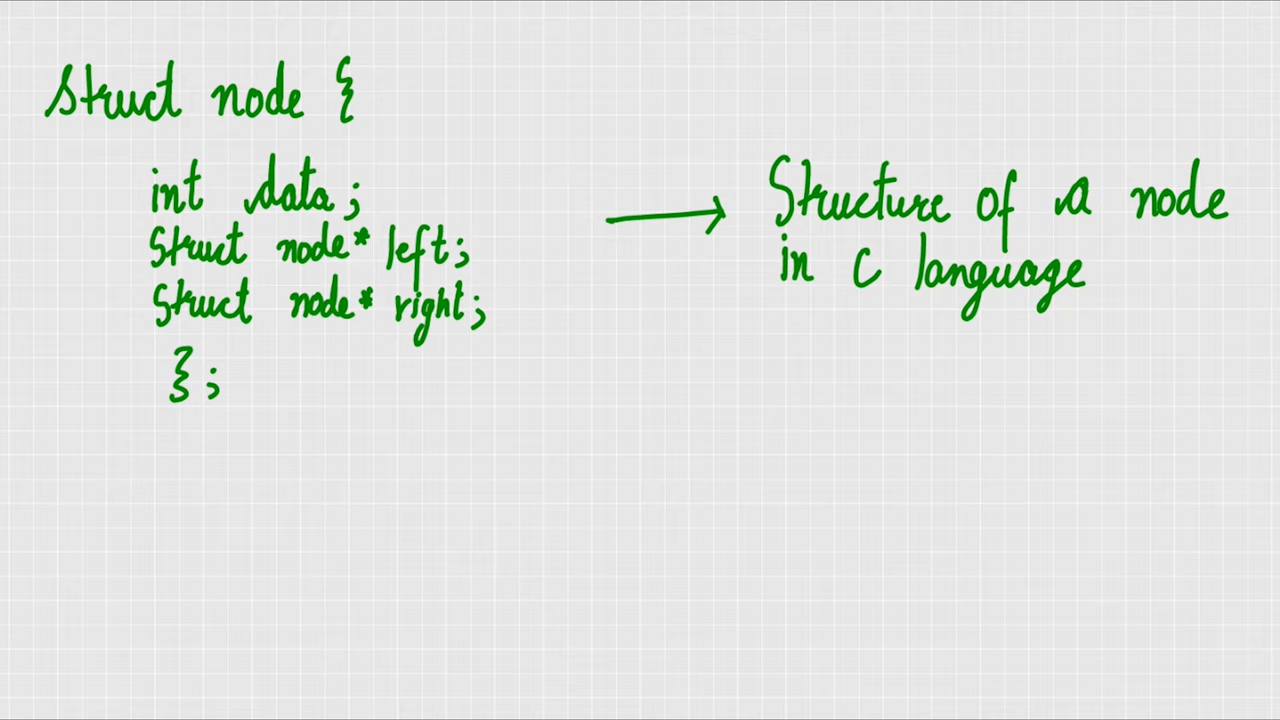 struct node {
int data;
struct node* left;
struct node* right;
};
Structure of a node
in C language